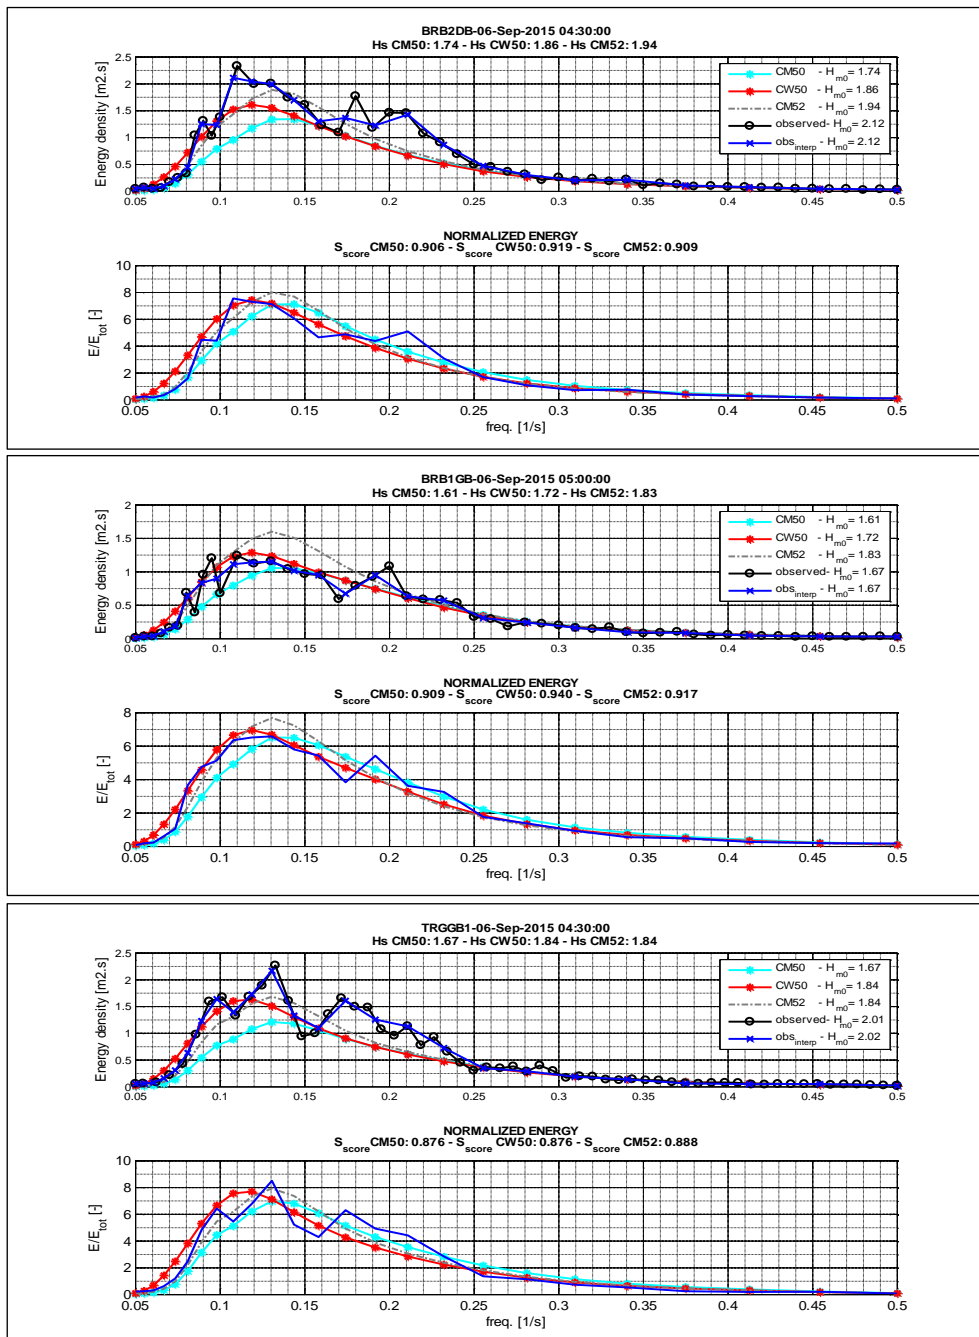 BRB2DB-06-Sep-2015 04:30:00
Hs CM50: 1.74 - Hs CW50: 1.86 - Hs CM52: 1.94
2.5
2
1.5
1
0.5
0
Energy density [m2.s]
CM50 - Hm0= 1.74
CW50 - Hm0= 1.86
CM52 - Hm0= 1.94
observed- Hm0= 2.12
obsinterp - Hm0= 2.12
0.05 0.1 0.15 0.2 0.25 0.3 0.35 0.4 0.45 0.5
NORMALIZED ENERGY
Sscore CM50: 0.906 - Sscore CW50: 0.919 - Sscore CM52: 0.909
10
8
6
4
2
0
E/Etot [-]
0.05 0.1 0.15 0.2 0.25 0.3 0.35 0.4 0.45 0.5
freq. [1/s]
BRB1GB-06-Sep-2015 05:00:00
Hs CM50: 1.61 - Hs CW50: 1.72 - Hs CM52: 1.83
2
1.5
1
0.5
0
Energy density [m2.s]
CM50 - Hm0= 1.61
CW50 - Hm0= 1.72
CM52 - Hm0= 1.83
observed- Hm0= 1.67
obsinterp - Hm0= 1.67
0.05 0.1 0.15 0.2 0.25 0.3 0.35 0.4 0.45 0.5
NORMALIZED ENERGY
Sscore CM50: 0.909 - Sscore CW50: 0.940 - Sscore CM52: 0.917
8
6
4
2
0
E/Etot [-]
0.05 0.1 0.15 0.2 0.25 0.3 0.35 0.4 0.45 0.5
freq. [1/s]
TRGGB1-06-Sep-2015 04:30:00
Hs CM50: 1.67 - Hs CW50: 1.84 - Hs CM52: 1.84
2.5
2
1.5
1
0.5
0
Energy density [m2.s]
CM50 - Hm0= 1.67
CW50 - Hm0= 1.84
CM52 - Hm0= 1.84
observed- Hm0= 2.01
obsinterp - Hm0= 2.02
0.05 0.1 0.15 0.2 0.25 0.3 0.35 0.4 0.45 0.5
NORMALIZED ENERGY
Sscore CM50: 0.876 - Sscore CW50: 0.876 - Sscore CM52: 0.888
10
8
6
4
2
0
E/Etot [-]
0.05 0.1 0.15 0.2 0.25 0.3 0.35 0.4 0.45 0.5
freq. [1/s]